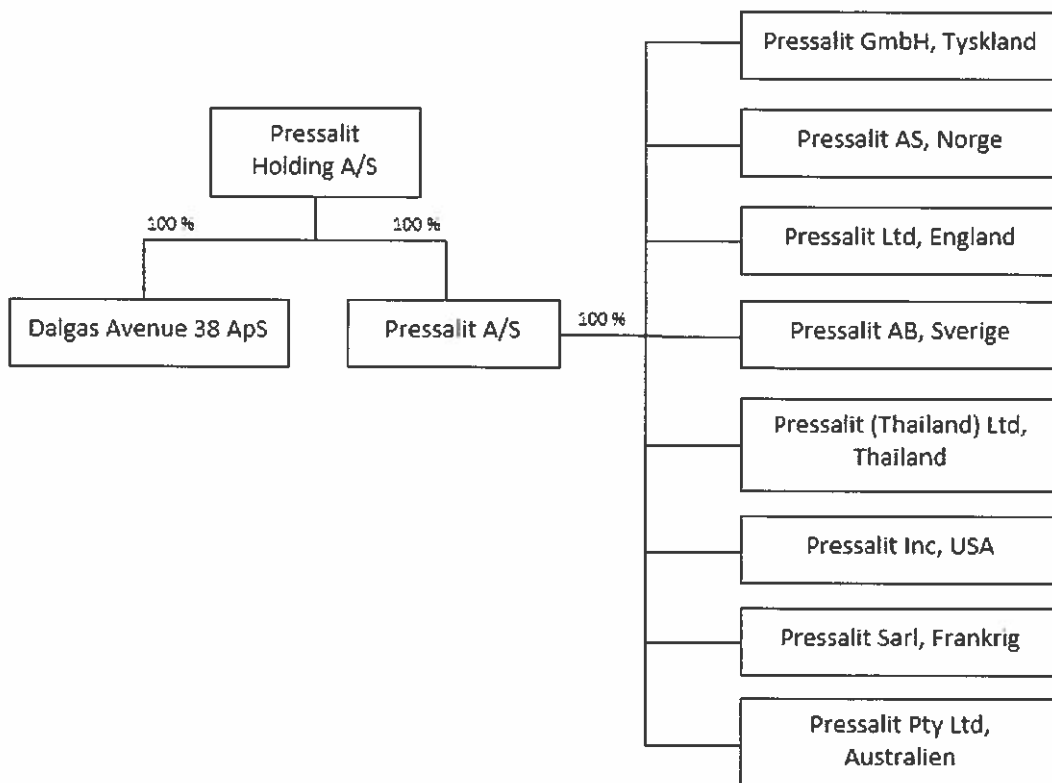 Pressalit
Holding A/S
100 %
100 %
Dalgas Avenue 38 ApS
Pressalit A/S
100 %
Pressalit GmbH, Tyskland
Pressalit AS, Norge
Pressalit Ltd, England
Pressalit AB, Sverige
Pressalit (Thailand) Ltd,
Thailand
Pressalit Inc, USA
Pressalit Sarl, Frankrig
Pressalit Pty Ltd,
Australien